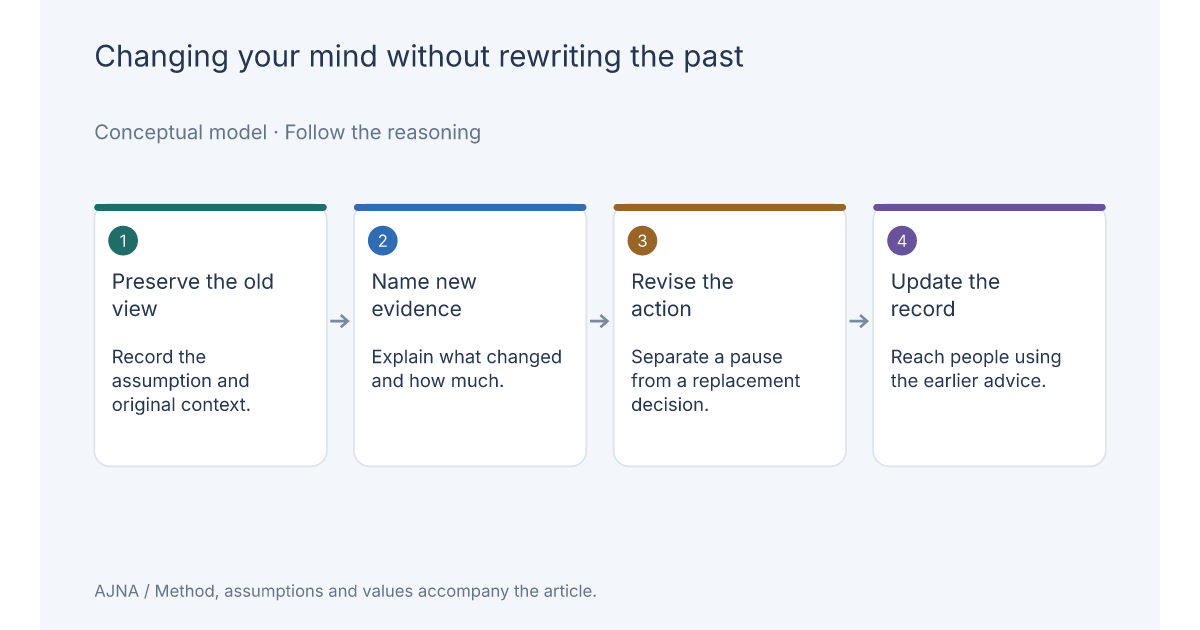 Changing your mind without rewriting the past
Conceptual model · Follow the reasoning
1
Preserve the old
view
Record the
assumption and
original context.
2
Name new
evidence
Explain what changed
and how much.
3
Revise the
action
Separate a pause
from a replacement
decision.
4
Update the
record
Reach people using
the earlier advice.
AJNA / Method, assumptions and values accompany the article.